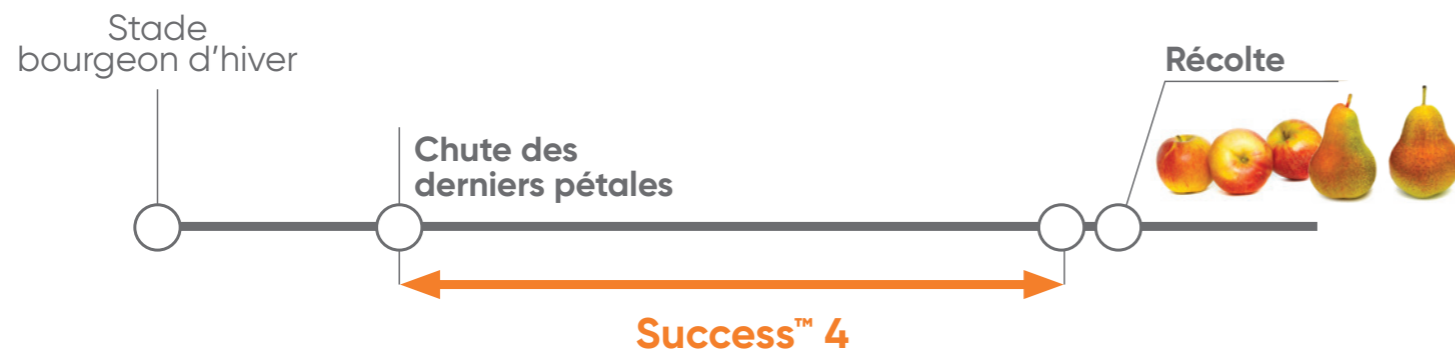 Stade
bourgeon d’hiver
Chute des
derniers pétales
Récolte
Success™ 4